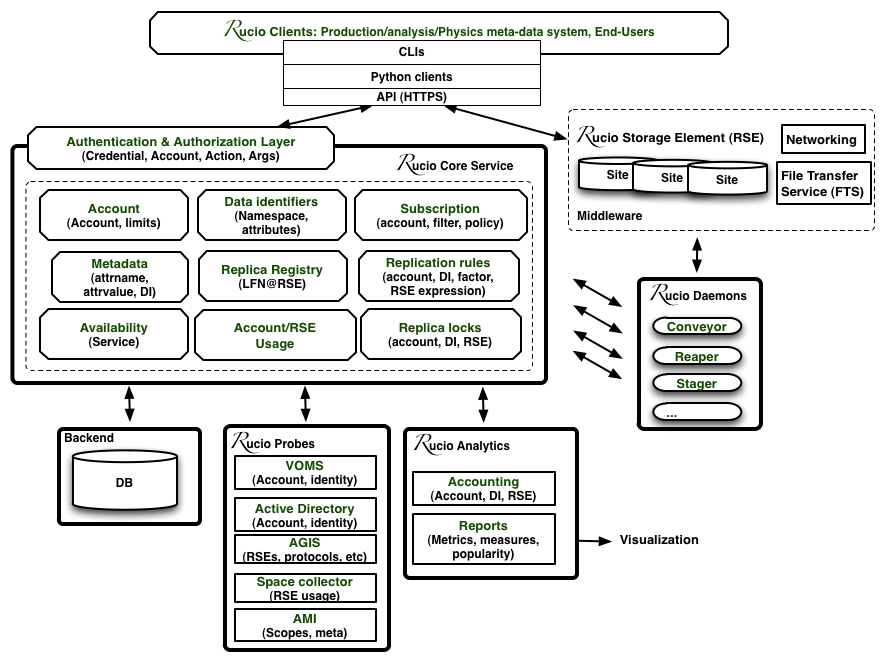 Rucio Clients: Production/analysis/Physics meta-data system, End-Users
CLIs
Python clients
API (HTTPS)
Authentication & Authorization Layer
(Credential, Account, Action, Args)
Rucio Core Service
Account
(Account, limits)
Data identifiers
(Namespace,
attributes)
Subscription
(account, filter, policy)
Metadata
(attrname,
attrvalue, DI)
Replica Registry
(LFN@RSE)
Replication rules
(account, DI, factor,
RSE expression)
Availability
(Service)
Account/RSE
Usage
Replica locks
(account, DI, RSE)
Rucio Storage Element (RSE)
Site
Site
Site
Middleware
Networking
File Transfer
Service (FTS)
Rucio Daemons
Conveyor
Reaper
Stager
...
Backend
DB
Rucio Probes
VOMS
(Account, identity)
Active Directory
(Account, identity)
AGIS
(RSEs, protocols, etc)
Space collector
(RSE usage)
AMI
(Scopes, meta)
Rucio Analytics
Accounting
(Account, DI, RSE)
Reports
(Metrics, measures,
popularity)
Visualization